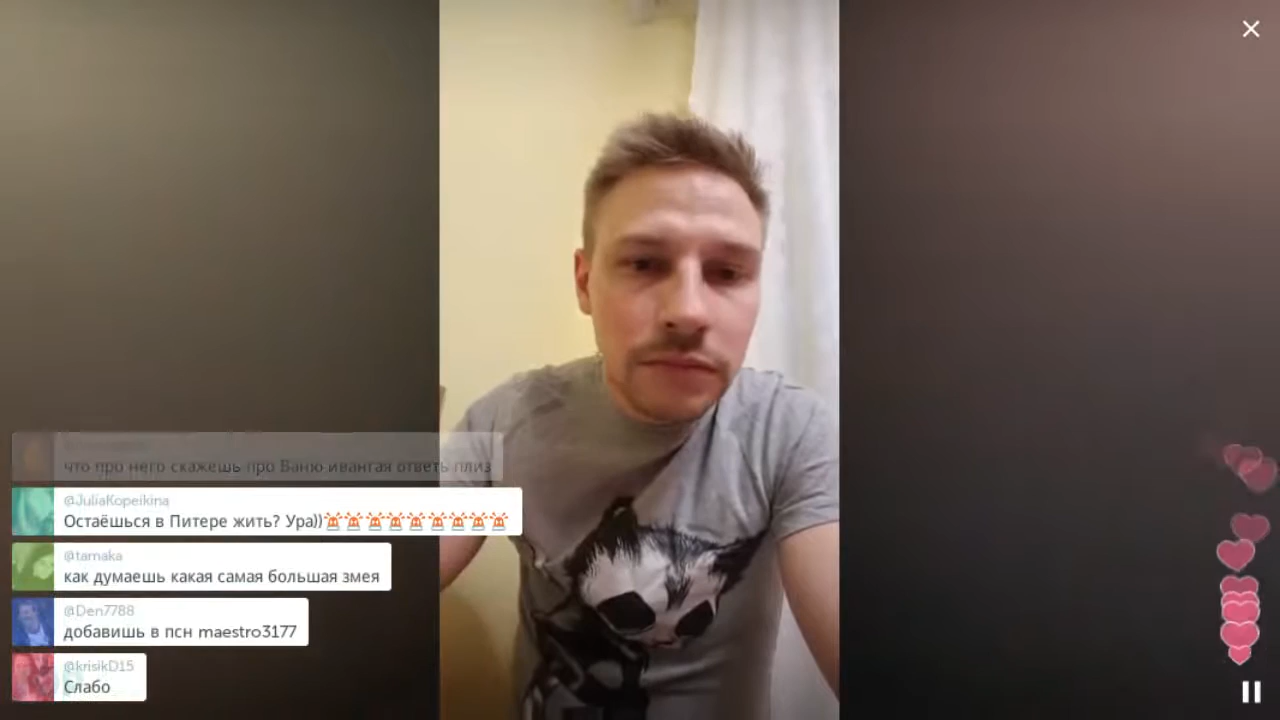 что про него скажешь про Ваню ивангая ответь плиз
@JuliaKopeikina
Остаёшься в Питере жить? Ура))
@tamaka
как думаешь какая самая большая змея
@Den7788
добавишь в псн maestro3177
@krisikD15
Слабо